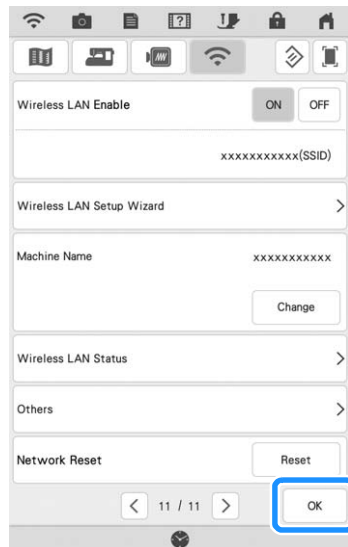 Wireless LAN Enable ON OFF
xxxxxxxxxxx(SSID)
Wireless LAN Setup Wizard >
Machine Name xxxxxxxxxxx
Change
Wireless LAN Status >
Others >
Network Reset Reset
< 11 / 11 > OK